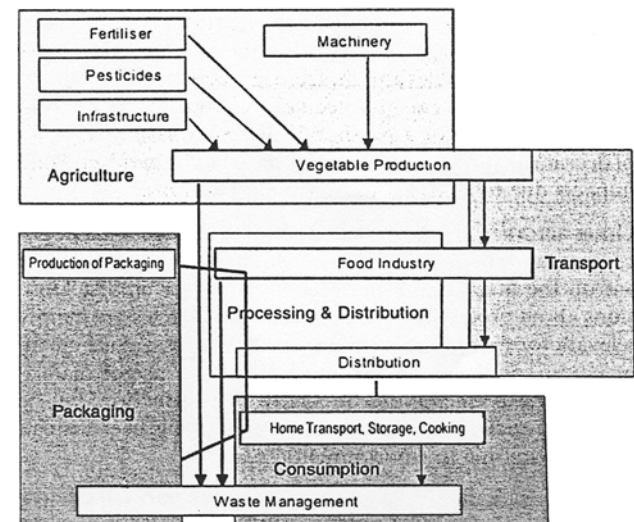 Fertiliser
Machinery
Pesticides
Infrastructure
Vegetable Production
Agriculture
Production of Packaging
Food Industry
Transport
Processing & Distribution
Distribution
Packaging
Home Transport, Storage, Cooking
Consumption
Waste Management